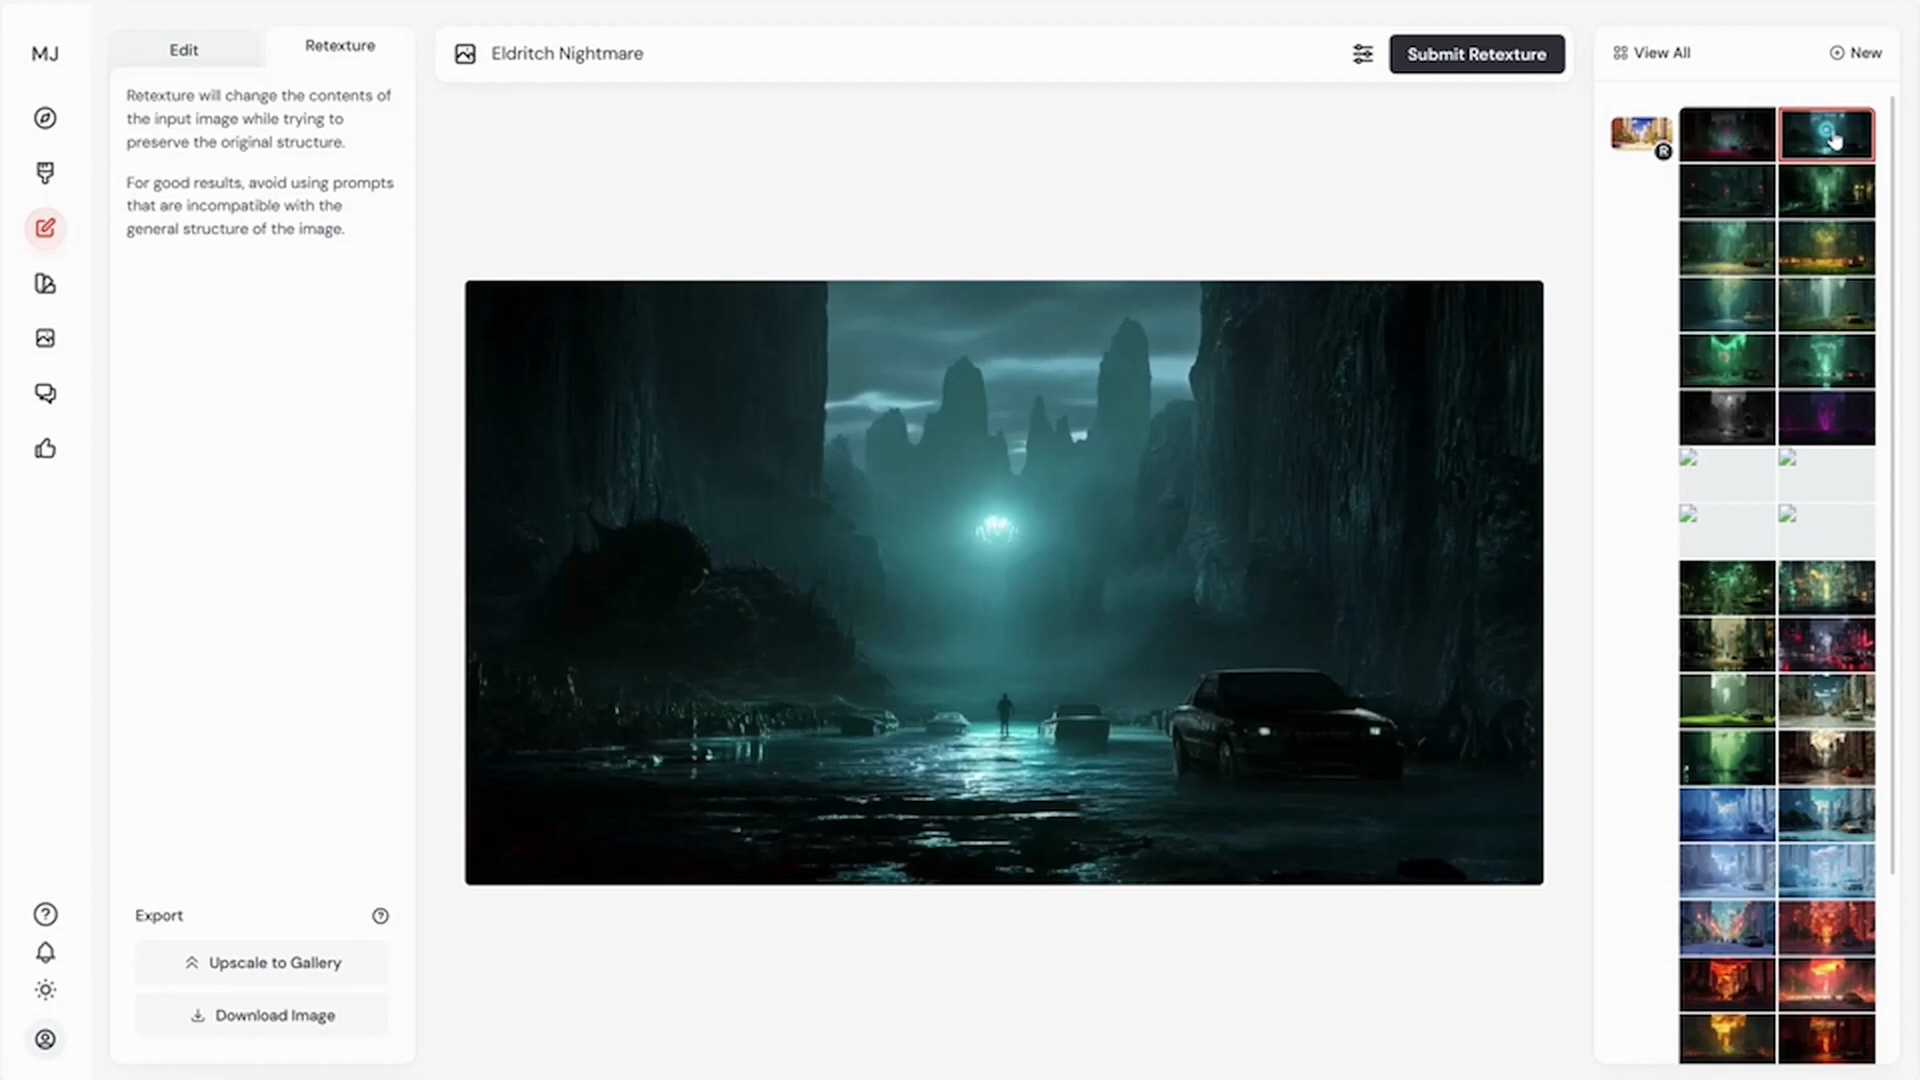 MJ
Edit
Retexture
Retexture will change the contents of
the input image while trying to
preserve the original structure.
For good results, avoid using prompts
that are incompatible with the
general structure of the image.
Export
Upscale to Gallery
Download Image
Eldritch Nightmare
Submit Retexture
View All
New
R